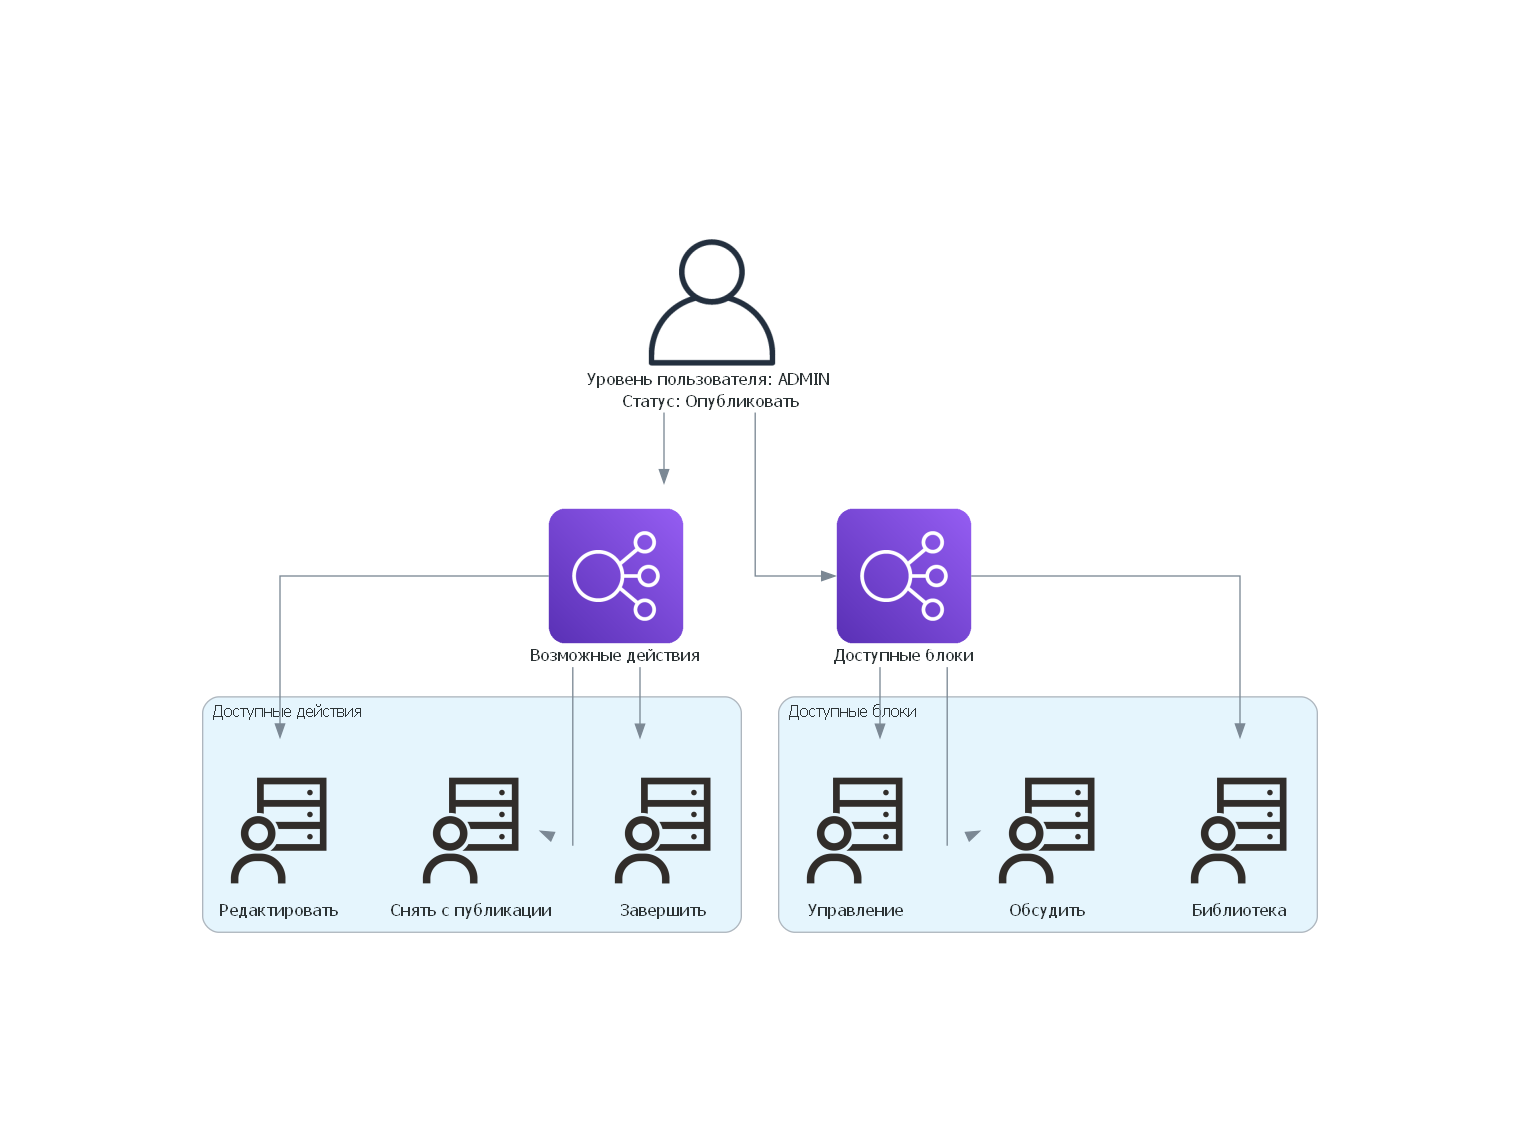 Уровень пользователя: ADMIN
Статус: Опубликовать
Возможные действия
Доступные блоки
Доступные действия
Доступные блоки
Редактировать
Снять с публикации
Завершить
Управление
Обсудить
Библиотека